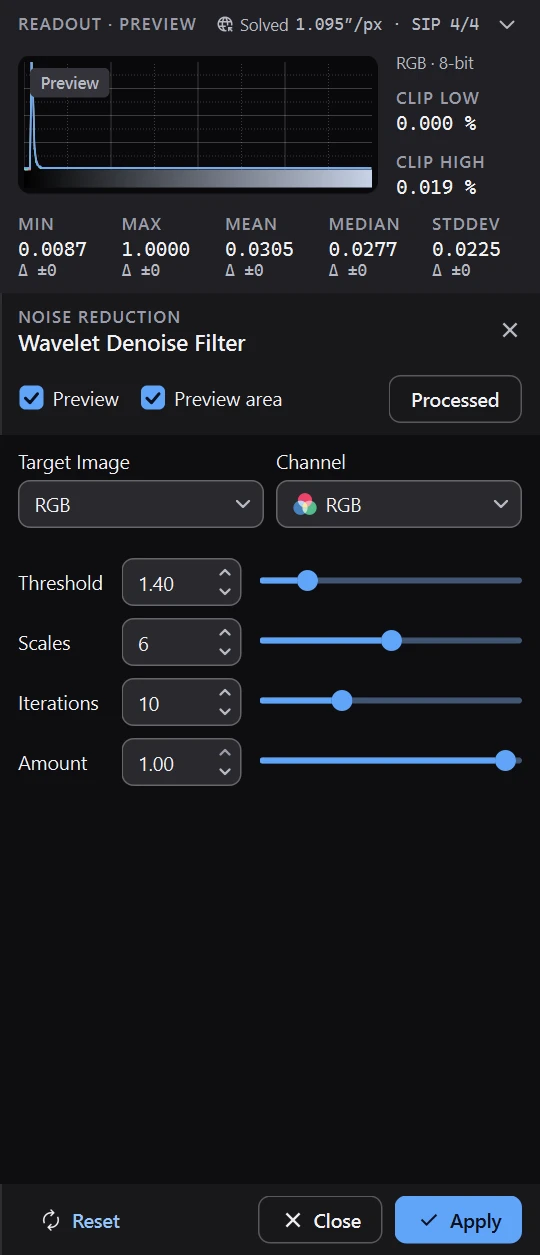 READOUT · PREVIEW Solved 1.095″/px · SIP 4/4
Preview
RGB · 8-bit
CLIP LOW
0.000 %
CLIP HIGH
0.019 %
MIN MAX MEAN MEDIAN STDDEV
0.0087 1.0000 0.0305 0.0277 0.0225
Δ ±0 Δ ±0 Δ ±0 Δ ±0 Δ ±0
NOISE REDUCTION
Wavelet Denoise Filter
Preview Preview area Processed
Target Image Channel
RGB RGB
Threshold 1.40
Scales 6
Iterations 10
Amount 1.00
Reset Close Apply